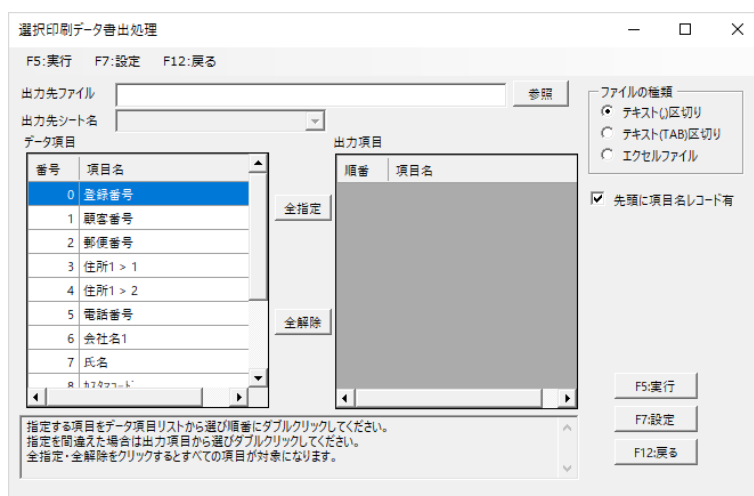 選択印刷データ書出処理
F5:実行 F7:設定 F12:戻る
出力先ファイル 参照
出力先シート名
データ項目
番号 項目名
0 登録番号
1 顧客番号
2 郵便番号
3 住所1 > 1
4 住所1 > 2
5 電話番号
6 会社名1
7 氏名
8 ｶｽﾀﾏｺｰﾄﾞ
全指定
全解除
出力項目
順番 項目名
ファイルの種類
テキスト(,)区切り
テキスト(TAB)区切り
エクセルファイル
先頭に項目名レコード有
F5:実行
F7:設定
F12:戻る
指定する項目をデータ項目リストから選び順番にダブルクリックしてください。
指定を間違えた場合は出力項目から選びダブルクリックしてください。
全指定・全解除をクリックするとすべての項目が対象になります。